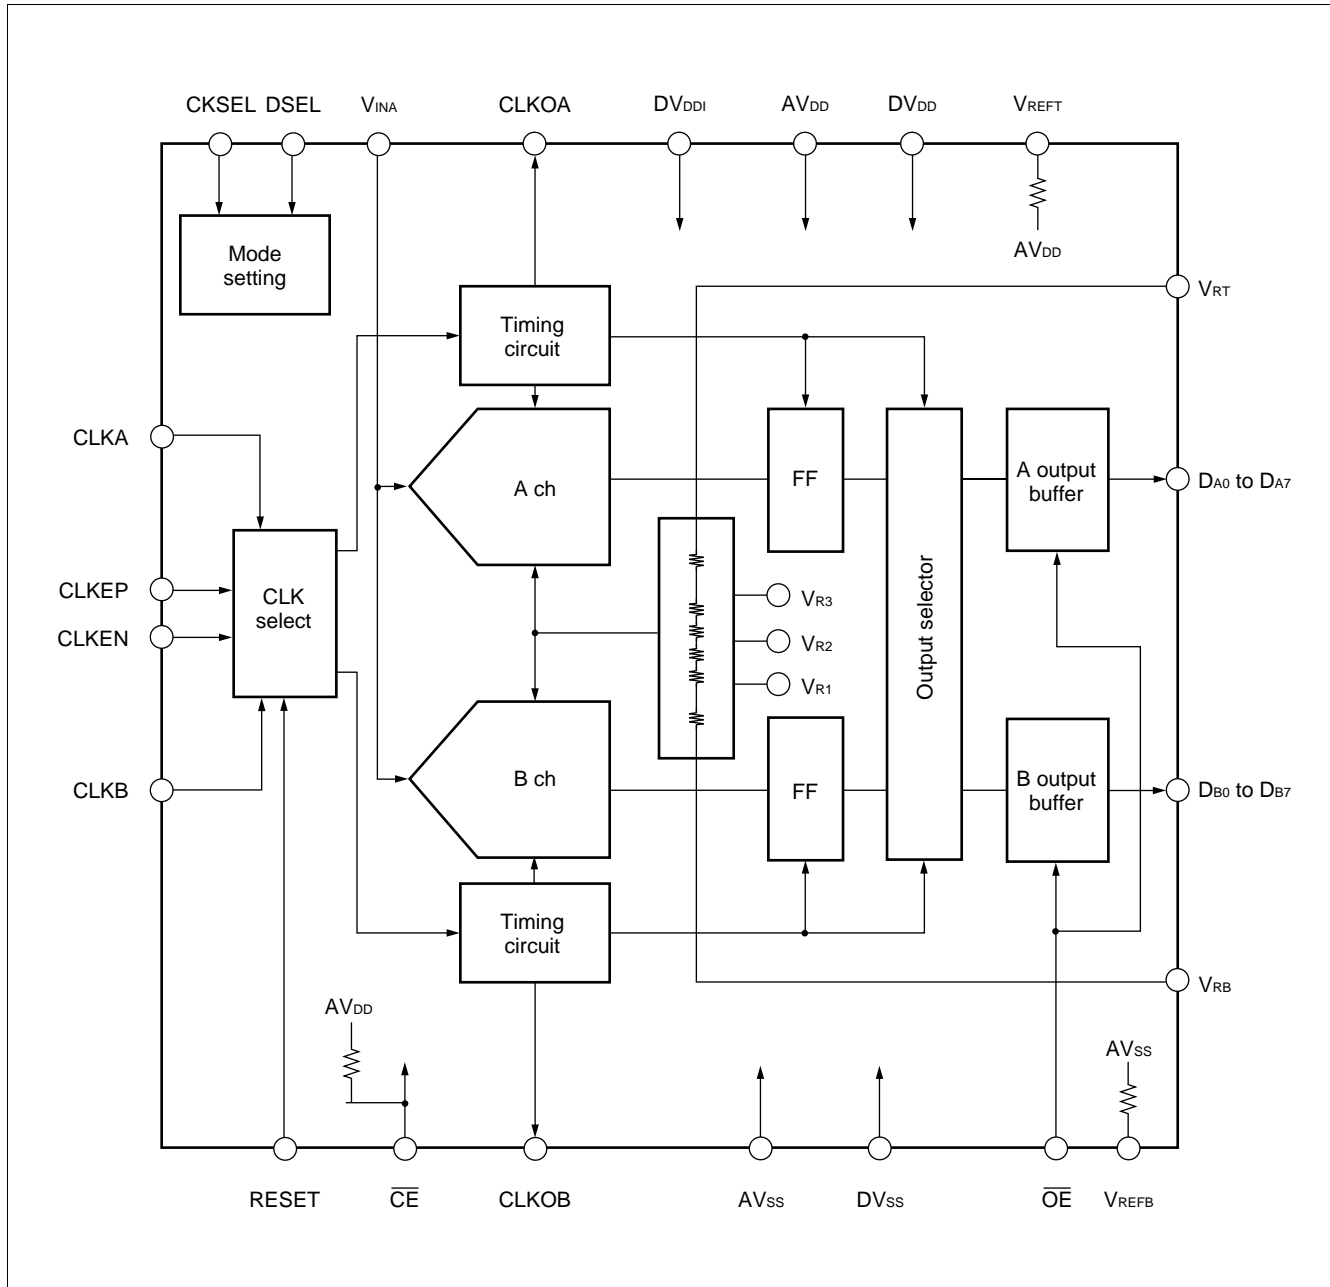 CKSEL DSEL VINA CLKOA DVDDI AVDD DVDD VREFT
Mode
setting
AVDD
VRT
Timing
circuit
CLKA
A ch
FF
Output selector
A output
buffer
DA0 to DA7
CLKEP
CLKEN
CLK
select
VR3
VR2
VR1
CLKB
B ch
FF
B output
buffer
DB0 to DB7
Timing
circuit
VRB
AVDD
AVSS
RESET C̅E̅ CLKOB AVSS DVSS O̅E̅ VREFB